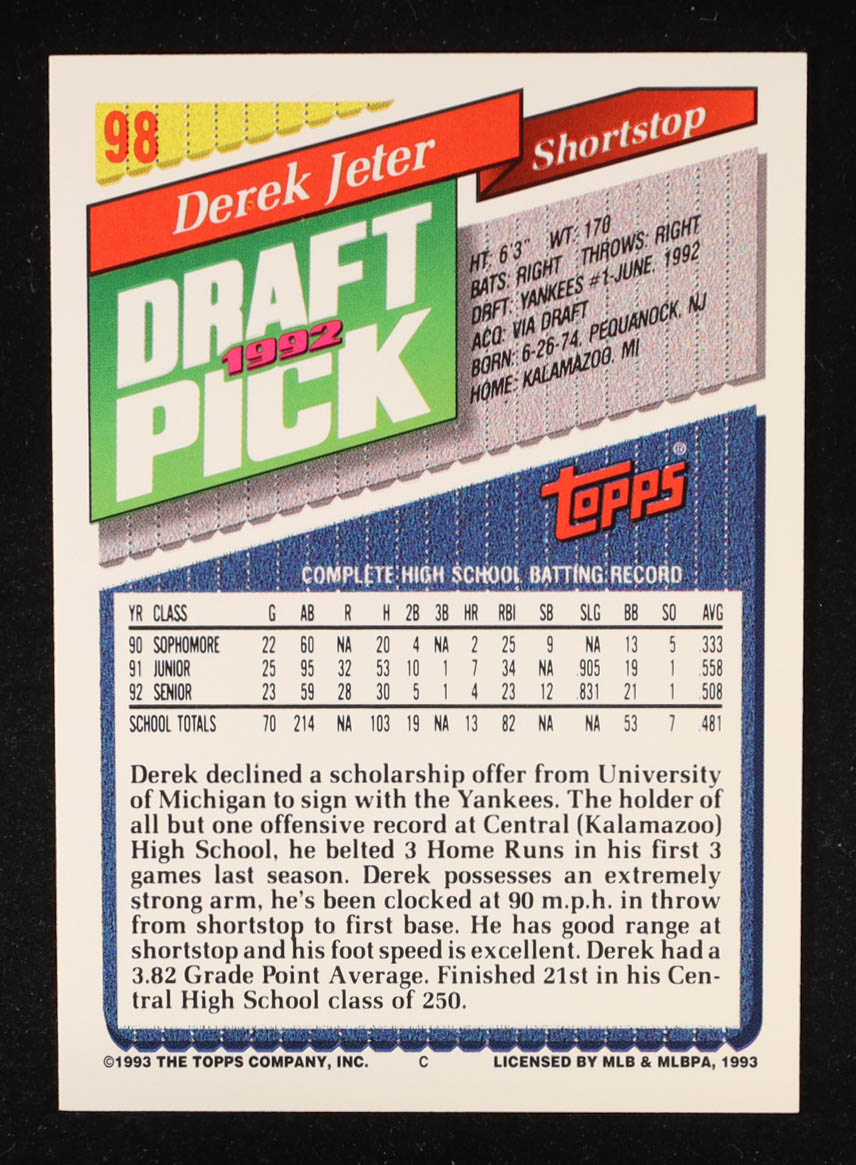 98
Derek Jeter
Shortstop
DRAFT
1992
PICK
HT: 6'3" WT: 170
BATS: RIGHT THROWS: RIGHT
DRFT: YANKEES #1-JUNE, 1992
ACQ: VIA DRAFT
BORN: 6-26-74, PEQUANOCK, NJ
HOME: KALAMAZOO, MI
TOPPS®
COMPLETE HIGH SCHOOL BATTING RECORD
YR CLASS G AB R H 2B 3B HR RBI SB SLG BB SO AVG
90 SOPHOMORE 22 60 NA 20 4 NA 2 25 9 NA 13 5 .333
91 JUNIOR 25 95 32 53 10 1 7 34 NA .905 19 1 .558
92 SENIOR 23 59 28 30 5 1 4 23 12 .831 21 1 .508
SCHOOL TOTALS 70 214 NA 103 19 NA 13 82 NA NA 53 7 .481
Derek declined a scholarship offer from University
of Michigan to sign with the Yankees. The holder of
all but one offensive record at Central (Kalamazoo)
High School, he belted 3 Home Runs in his first 3
games last season. Derek possesses an extremely
strong arm, he's been clocked at 90 m.p.h. in throw
from shortstop to first base. He has good range at
shortstop and his foot speed is excellent. Derek had a
3.82 Grade Point Average. Finished 21st in his Cen-
tral High School class of 250.
©1993 THE TOPPS COMPANY, INC. C LICENSED BY MLB & MLBPA, 1993